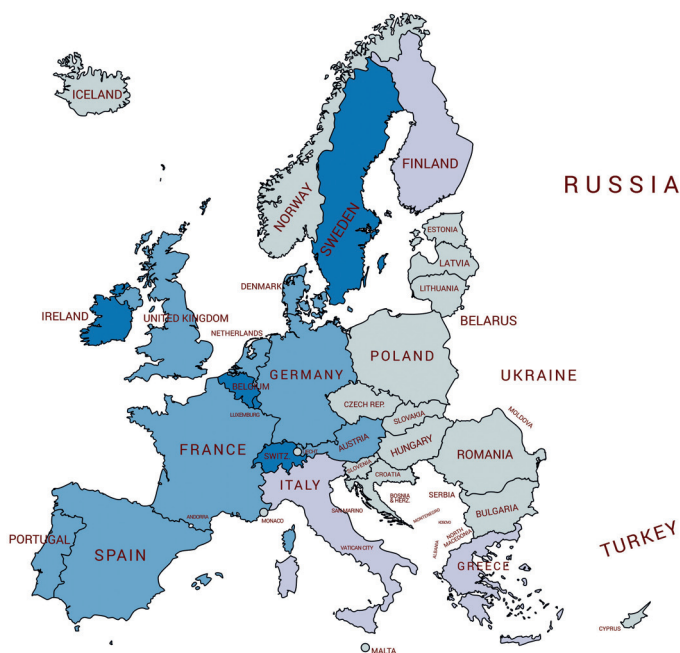 ICELAND
FINLAND
RUSSIA
NORWAY
SWEDEN
ESTONIA
LATVIA
DENMARK
LITHUANIA
IRELAND
UNITED KINGDOM
BELARUS
NETHERLANDS
POLAND
GERMANY
UKRAINE
BELGIUM
CZECH REP.
LUXEMBURG
SLOVAKIA
MOLDOVA
FRANCE
AUSTRIA
HUNGARY
ROMANIA
SWITZ.
SLOVENIA
CROATIA
ITALY
BOSNIA
& HERZ.
SERBIA
ANDORRA
MONACO
SAN MARINO
MONTENEGRO
BULGARIA
NORTH
MACEDONIA
PORTUGAL
SPAIN
VATICAN CITY
ALBANIA
TURKEY
GREECE
CYPRUS
MALTA